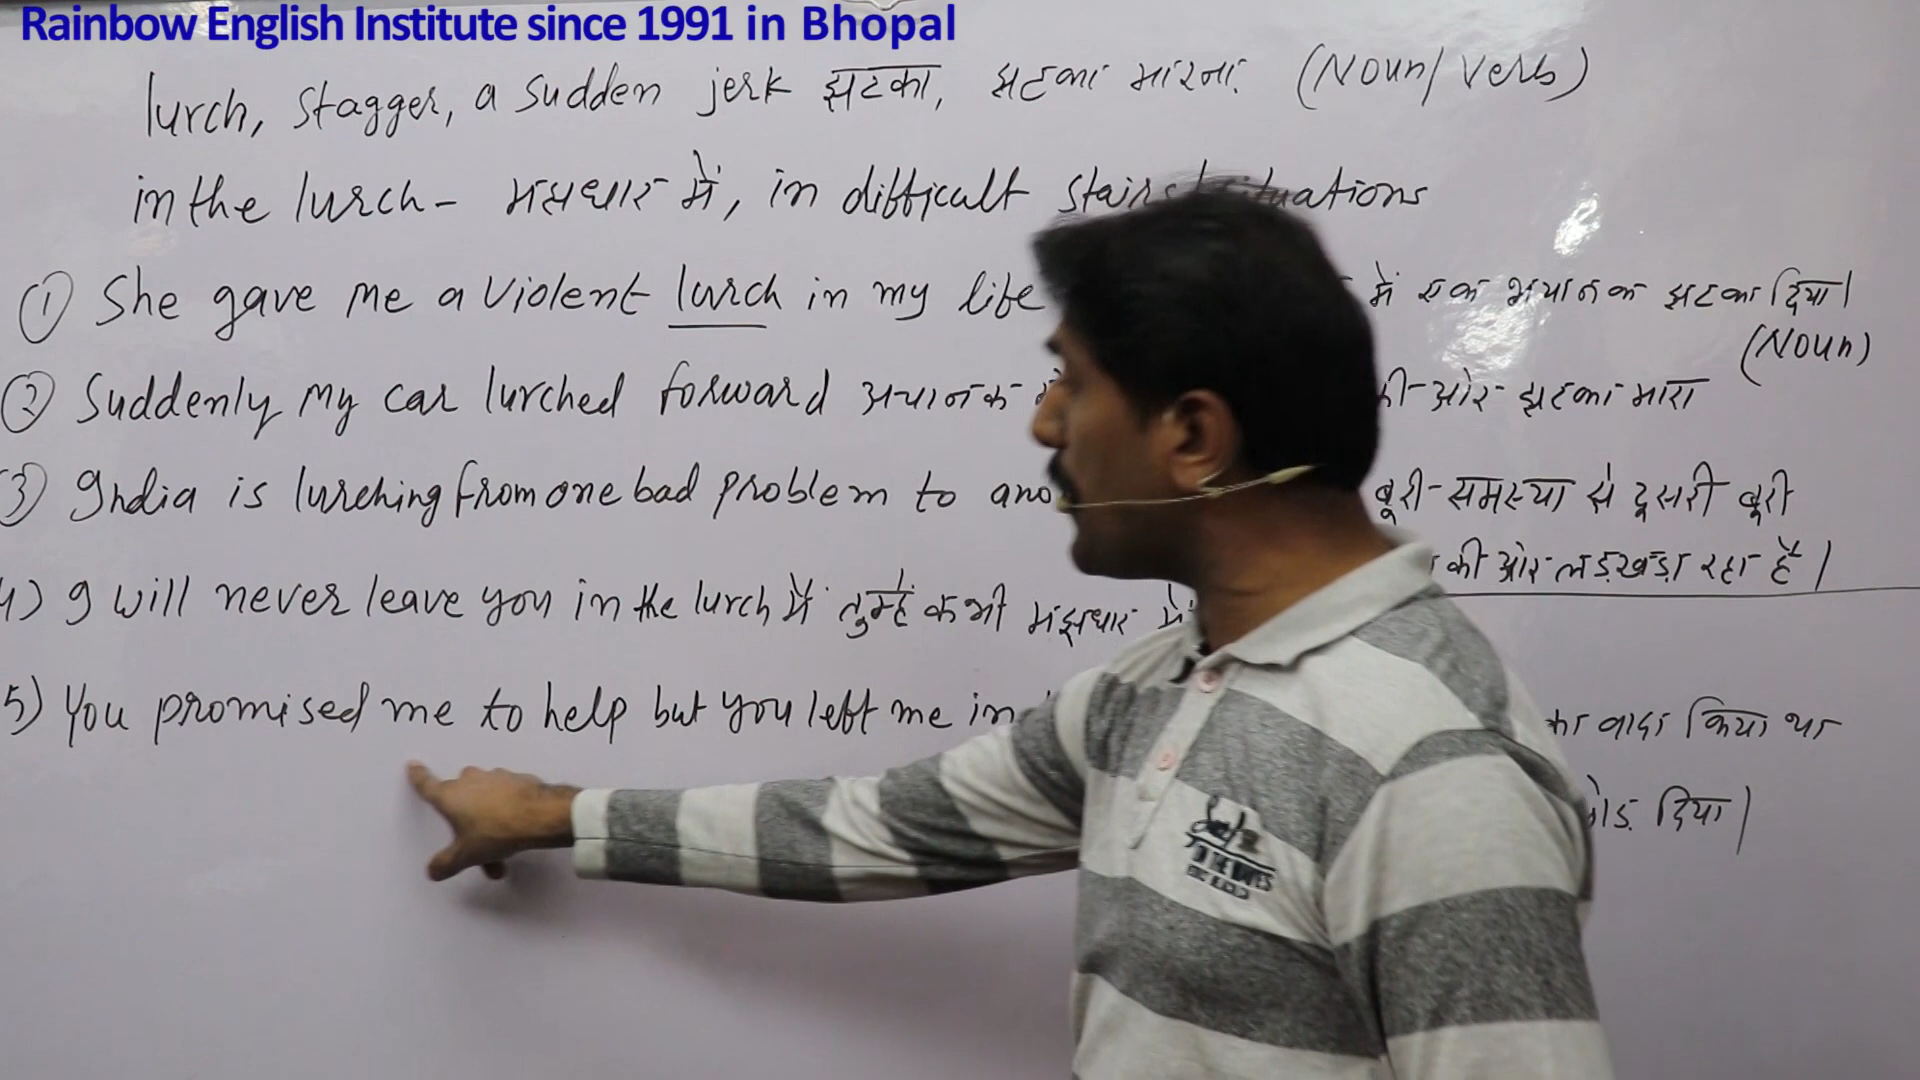 Rainbow English Institute since 1991 in Bhopal
lurch, stagger, a sudden jerk झटका, झटका मारना. (Noun/Verb)
in the lurch - मंझधार में, in difficult stairs/situations
① She gave me a violent lurch in my life में एक भयानक झटका दिया।
(Noun)
② Suddenly my car lurched forward अचानक की ओर झटका मारा
③ India is lurching from one bad problem to बूरी समस्या से दूसरी बूरी
की ओर लड़खड़ा रहा है।
4) I will never leave you in the lurch मैं तुम्हे कभी मंझधार में
5) You promised me to help but you left me in का वादा किया था
दिया।